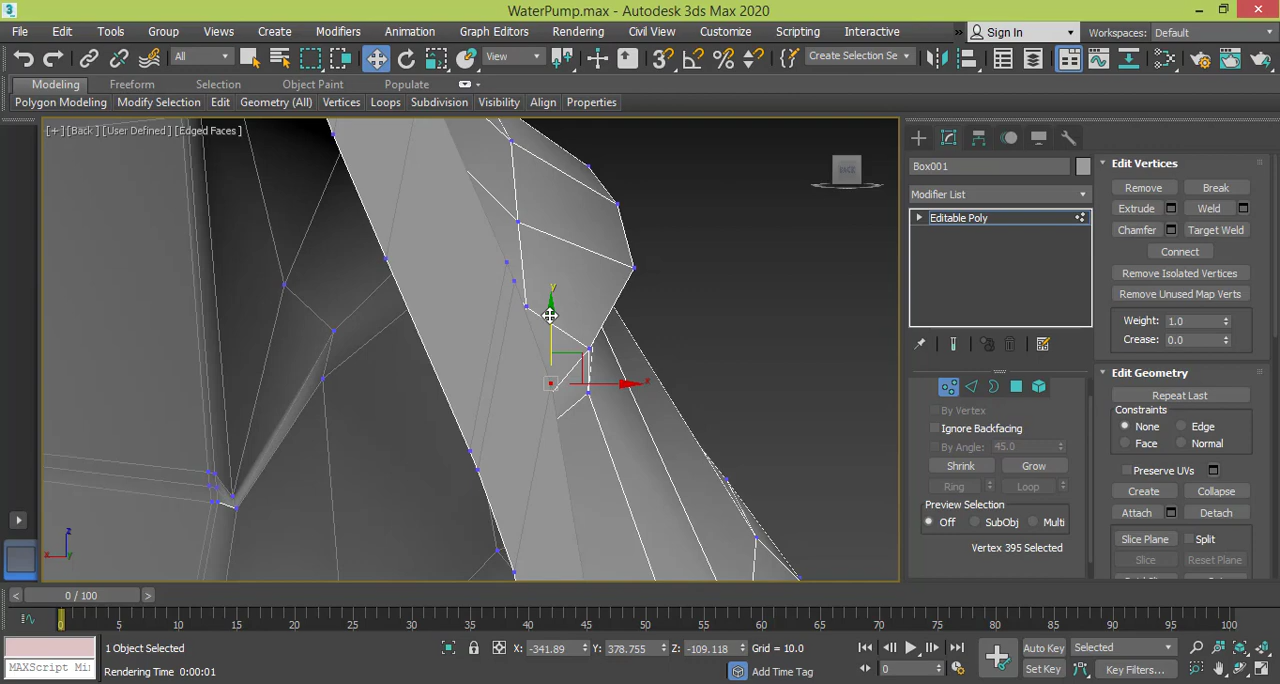 WaterPump.max - Autodesk 3ds Max 2020
File Edit Tools Group Views Create Modifiers Animation Graph Editors Rendering Civil View Customize Scripting Interactive » Sign In Workspaces: Default
All View Create Selection Se
Modeling Freeform Selection Object Paint Populate
Polygon Modeling Modify Selection Edit Geometry (All) Vertices Loops Subdivision Visibility Align Properties
[+] [Back ] [User Defined ] [Edged Faces ]
BACK
y
x
z
x y
Box001
Modifier List
Editable Poly
By Vertex
Ignore Backfacing
By Angle: 45.0
Shrink Grow
Ring Loop
Preview Selection
Off SubObj Multi
Vertex 395 Selected
Edit Vertices
Remove Break
Extrude Weld
Chamfer Target Weld
Connect
Remove Isolated Vertices
Remove Unused Map Verts
Weight: 1.0
Crease: 0.0
Edit Geometry
Repeat Last
Constraints
None Edge
Face Normal
Preserve UVs
Create Collapse
Attach Detach
Slice Plane Split
Slice Reset Plane
< 0 / 100 >
0 5 10 15 20 25 30 35 40 45 50 55 60 65 70 75 80 85 90 95 100
1 Object Selected X: -341.89 Y: 378.755 Z: -109.118 Grid = 10.0 Auto Key Selected
MAXScript Mi Rendering Time: 0:00:01 Add Time Tag 0 Set Key Key Filters...